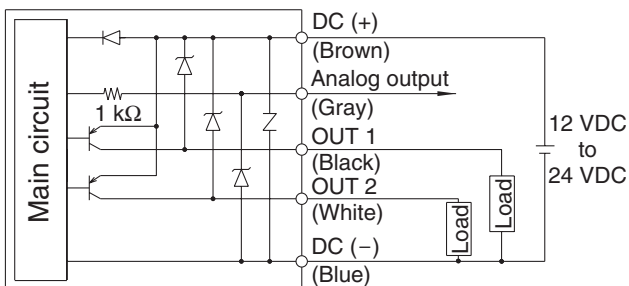 Main circuit
1 kΩ
DC (+)
(Brown)
Analog output
(Gray)
OUT 1
(Black)
OUT 2
(White)
DC (−)
(Blue)
Load
Load
12 VDC
to
24 VDC